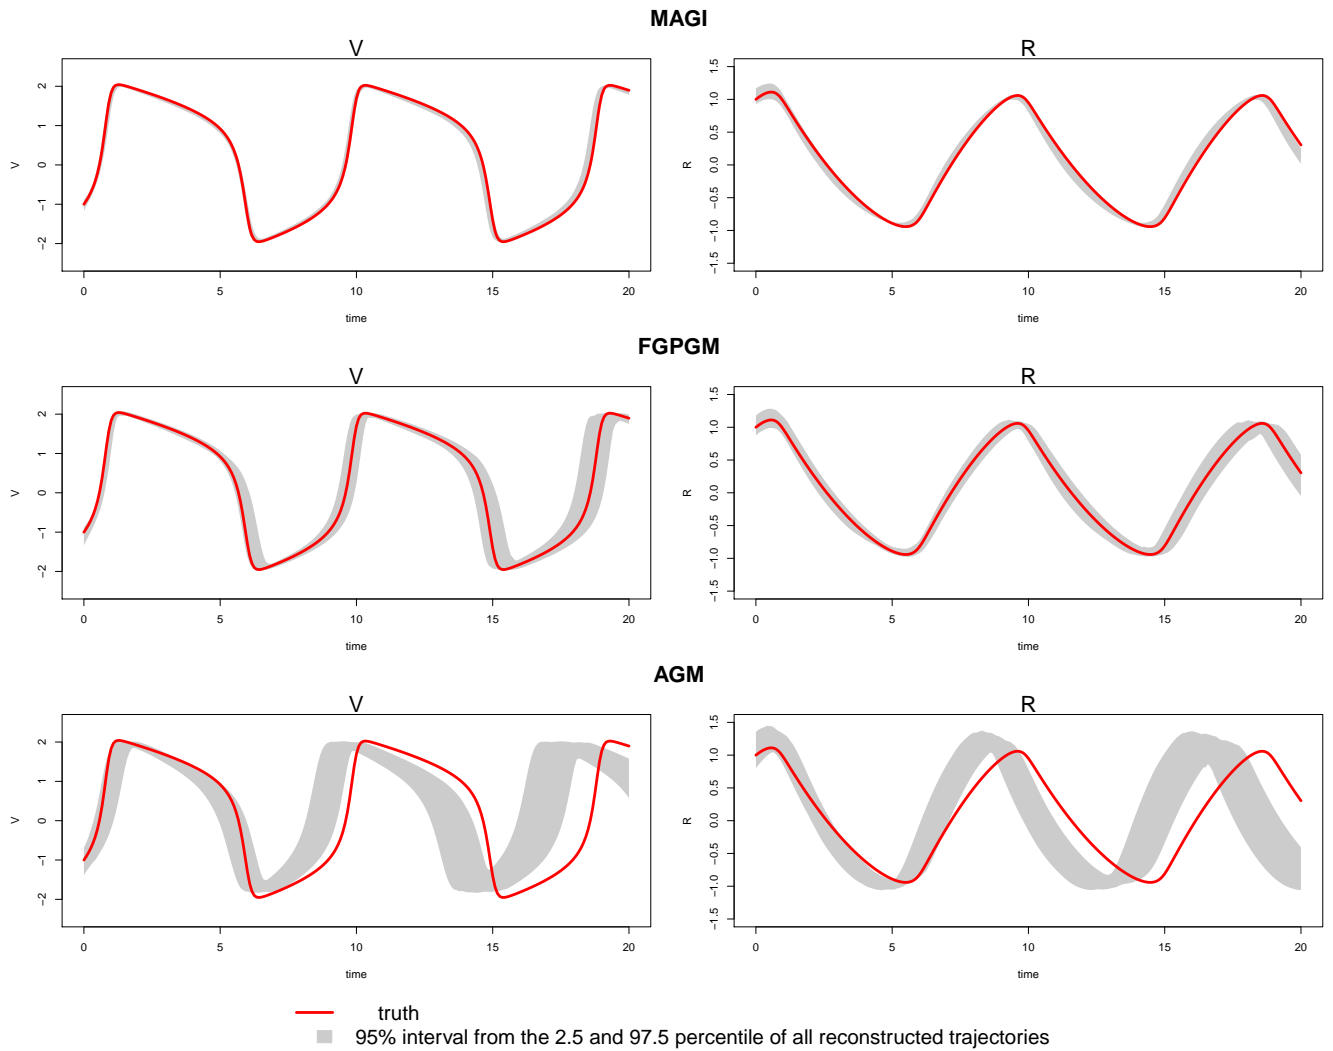 MAGI
V
R
V
2
1
0
−1
−2
0 5 10 15 20
time
R
1.5
1.0
0.5
0.0
−0.5
−1.0
−1.5
0 5 10 15 20
time
FGPGM
V
R
V
2
1
0
−1
−2
0 5 10 15 20
time
R
1.5
1.0
0.5
0.0
−0.5
−1.0
−1.5
0 5 10 15 20
time
AGM
V
R
V
2
1
0
−1
−2
0 5 10 15 20
time
R
1.5
1.0
0.5
0.0
−0.5
−1.0
−1.5
0 5 10 15 20
time
truth
95% interval from the 2.5 and 97.5 percentile of all reconstructed trajectories